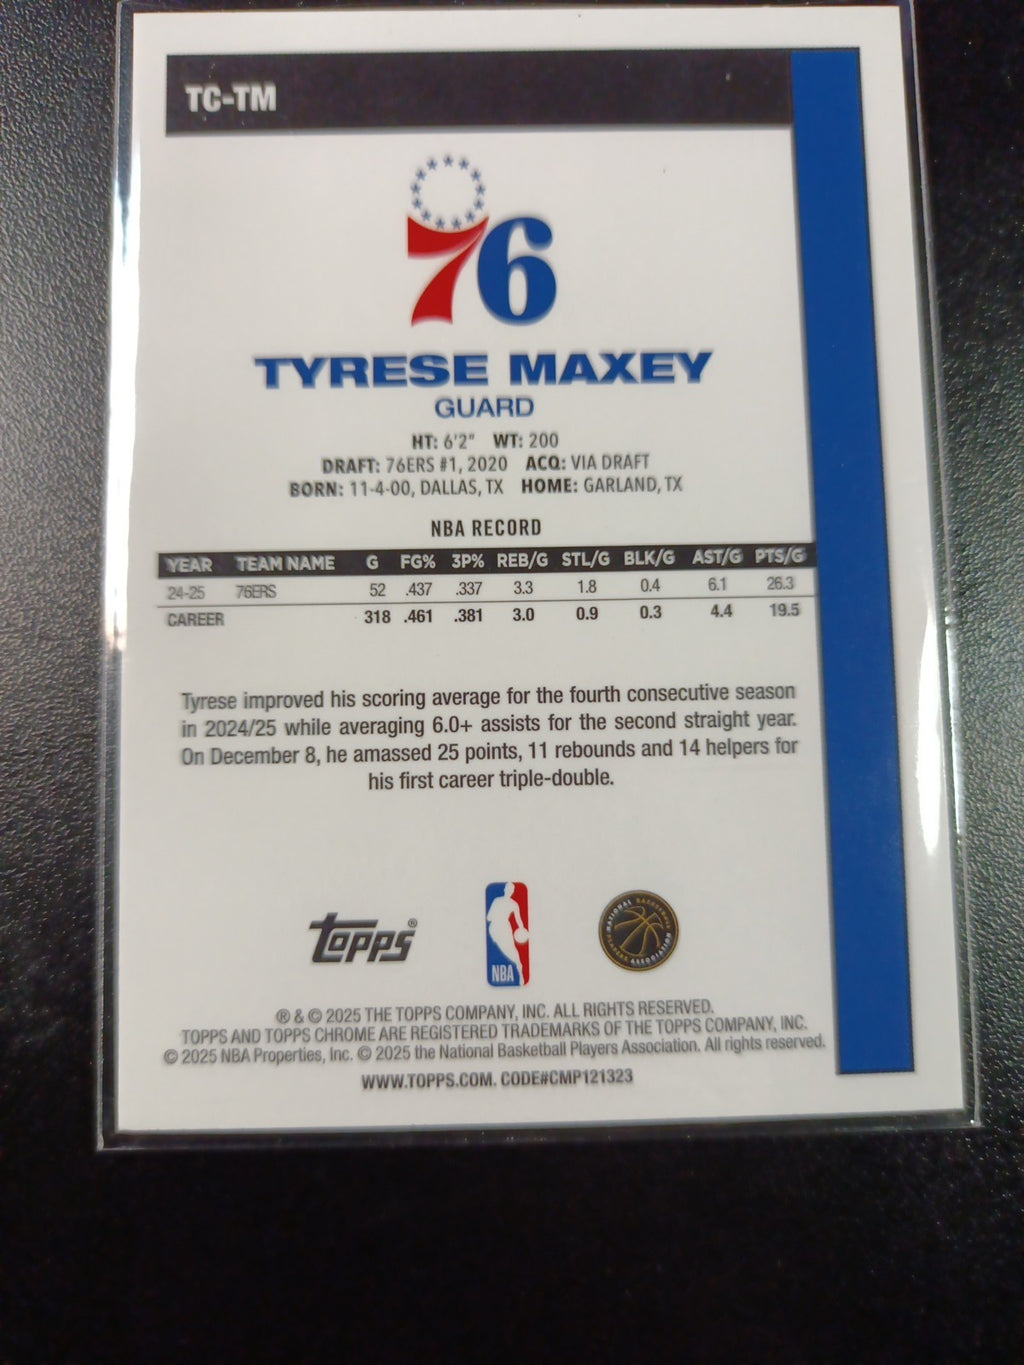 TC-TM
76
TYRESE MAXEY
GUARD
HT: 6'2" WT: 200
DRAFT: 76ERS #1, 2020 ACQ: VIA DRAFT
BORN: 11-4-00, DALLAS, TX HOME: GARLAND, TX
NBA RECORD
YEAR TEAM NAME G FG% 3P% REB/G STL/G BLK/G AST/G PTS/G
24-25 76ERS 52 .437 .337 3.3 1.8 0.4 6.1 26.3
CAREER 318 .461 .381 3.0 0.9 0.3 4.4 19.5
Tyrese improved his scoring average for the fourth consecutive season
in 2024/25 while averaging 6.0+ assists for the second straight year.
On December 8, he amassed 25 points, 11 rebounds and 14 helpers for
his first career triple-double.
Topps®
NBA
NATIONAL BASKETBALL PLAYERS ASSOCIATION
® & © 2025 THE TOPPS COMPANY, INC. ALL RIGHTS RESERVED.
TOPPS AND TOPPS CHROME ARE REGISTERED TRADEMARKS OF THE TOPPS COMPANY, INC.
© 2025 NBA Properties, Inc. © 2025 the National Basketball Players Association. All rights reserved.
WWW.TOPPS.COM. CODE#CMP121323